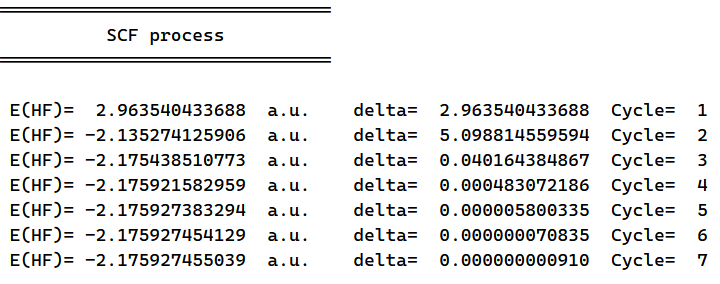 SCF process
E(HF)=  2.963540433688  a.u.    delta=  2.963540433688  Cycle=  1
E(HF)= -2.135274125906  a.u.    delta=  5.098814559594  Cycle=  2
E(HF)= -2.175438510773  a.u.    delta=  0.040164384867  Cycle=  3
E(HF)= -2.175921582959  a.u.    delta=  0.000483072186  Cycle=  4
E(HF)= -2.175927383294  a.u.    delta=  0.000005800335  Cycle=  5
E(HF)= -2.175927454129  a.u.    delta=  0.000000070835  Cycle=  6
E(HF)= -2.175927455039  a.u.    delta=  0.000000000910  Cycle=  7